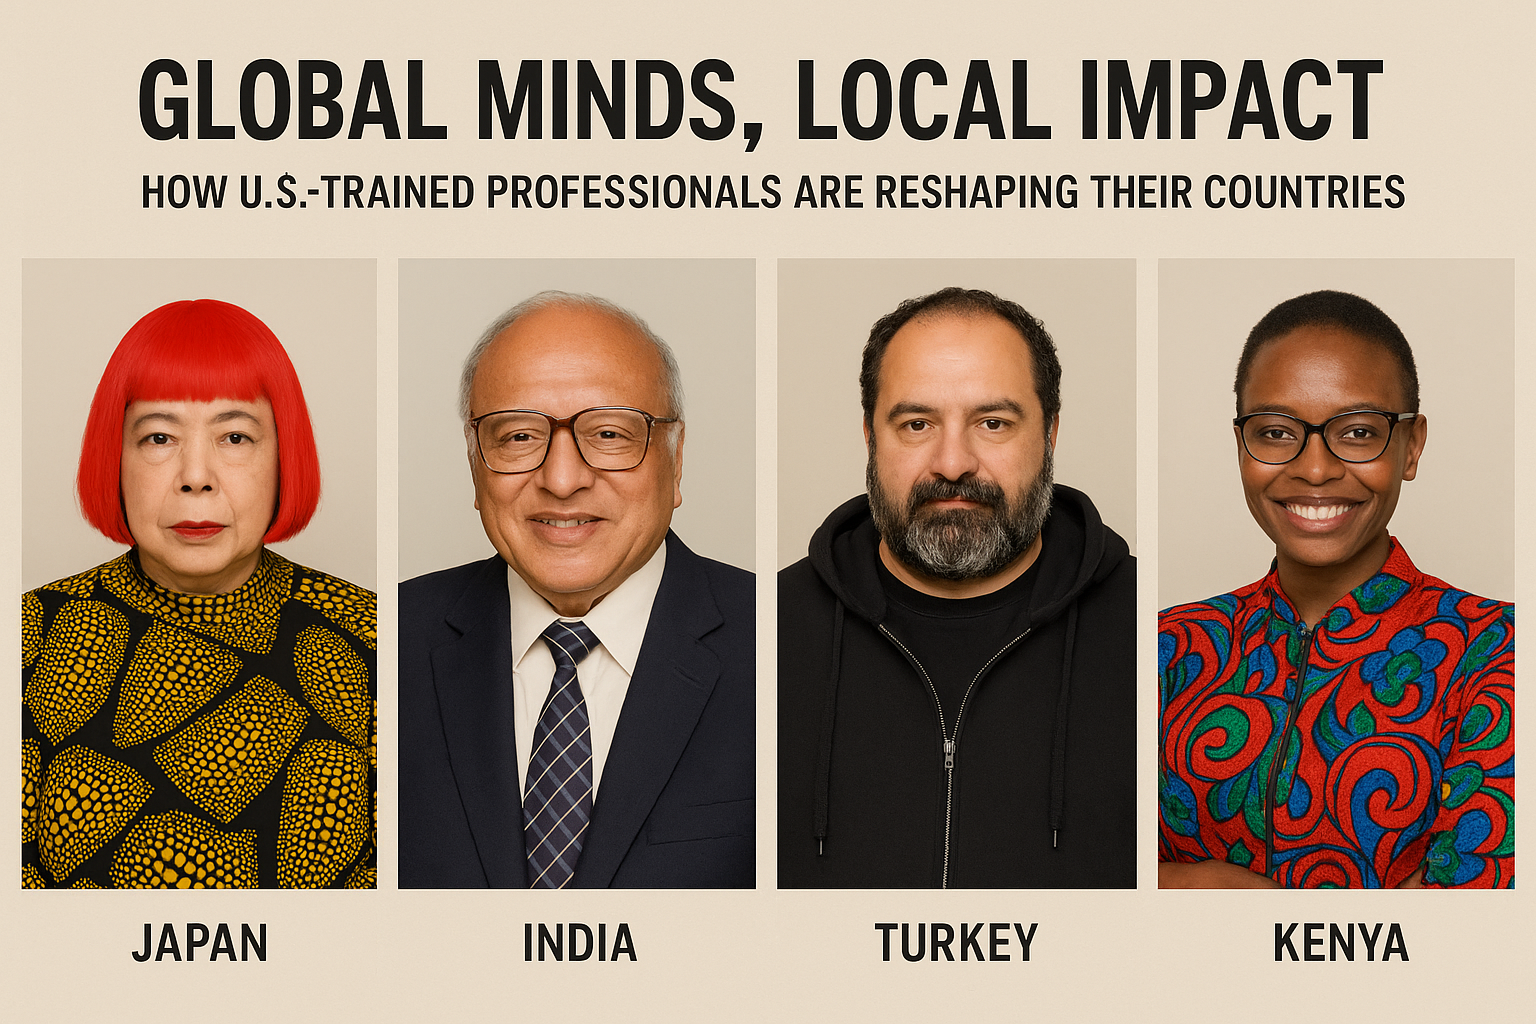 GLOBAL MINDS, LOCAL IMPACT
HOW U.$.-TRAINED PROFESSIONALS ARE RESHAPING THEIR COUNTRIES
JAPAN
INDIA
TURKEY
KENYA